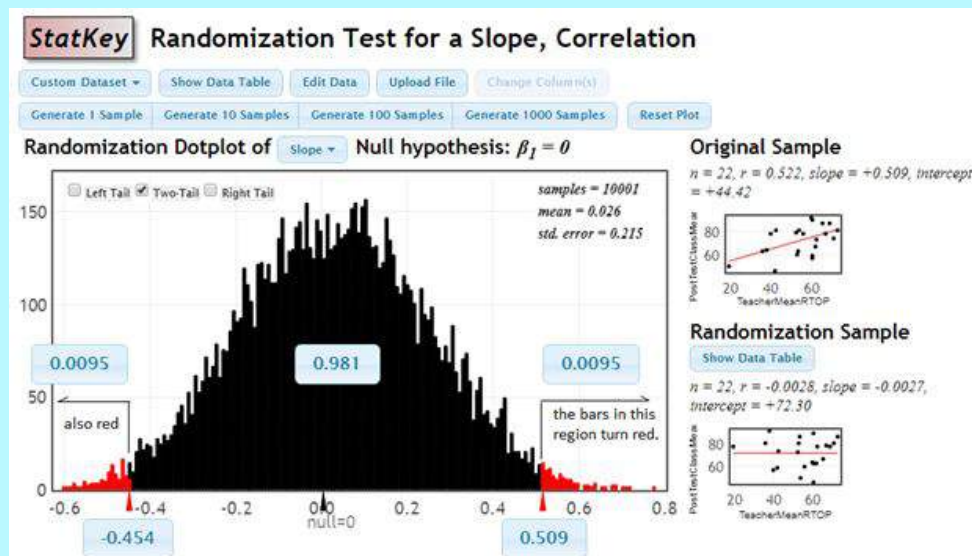 StatKey Randomization Test for a Slope, Correlation
Custom Dataset Show Data Table Edit Data Upload File Change Column(s)
Generate 1 Sample Generate 10 Samples Generate 100 Samples Generate 1000 Samples Reset Plot
Randomization Dotplot of Slope Null hypothesis: β₁ = 0
Left Tail Two-Tail Right Tail
samples = 10001
mean = 0.026
std. error = 0.215
150
100
50
0
0.0095 0.981 0.0095
also red
the bars in this
region turn red.
-0.6 -0.4 -0.2 0.0 0.2 0.4 0.6 0.8
null=0
-0.454 0.509
Original Sample
n = 22, r = 0.522, slope = +0.509, intercept
= +44.42
PostTestClassMea
80
60
20 40 60
TeacherMeanRTOP
Randomization Sample
Show Data Table
n = 22, r = -0.0028, slope = -0.0027,
intercept = +72.30
PostTestClassMea
80
60
20 40 60
TeacherMeanRTOP